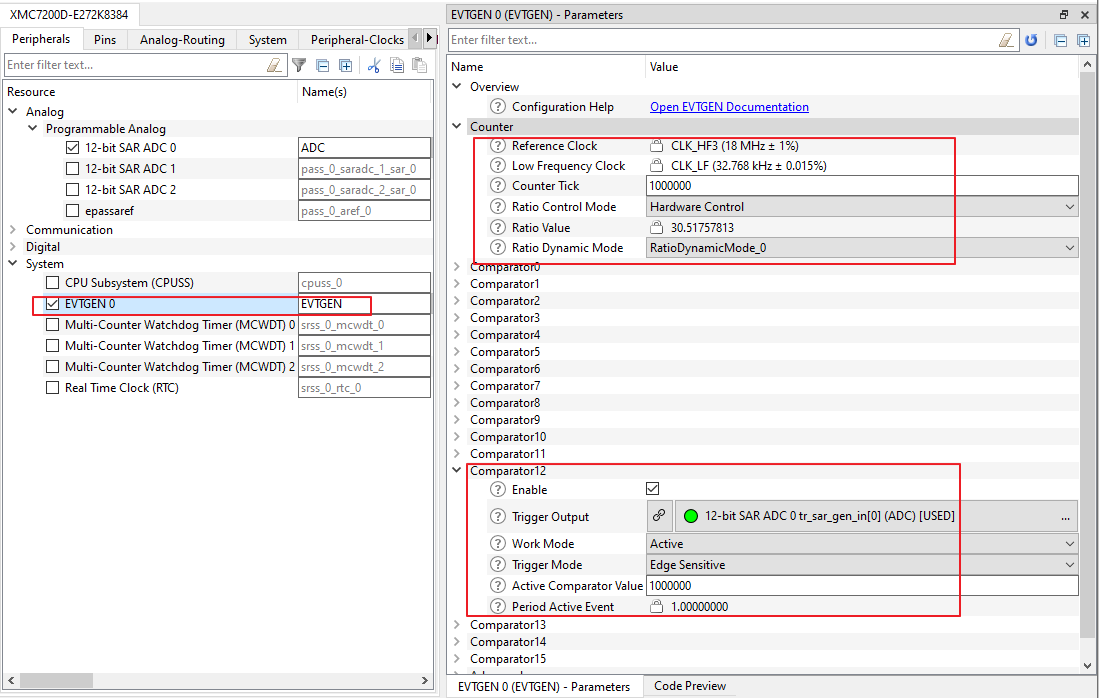 XMC7200D-E272K8384
Peripherals Pins Analog-Routing System Peripheral-Clocks
Enter filter text...
Resource Name(s)
Analog
Programmable Analog
12-bit SAR ADC 0 ADC
12-bit SAR ADC 1 pass_0_saradc_1_sar_0
12-bit SAR ADC 2 pass_0_saradc_2_sar_0
epassaref pass_0_aref_0
Communication
Digital
System
CPU Subsystem (CPUSS) cpuss_0
EVTGEN 0 EVTGEN
Multi-Counter Watchdog Timer (MCWDT) 0 srss_0_mcwdt_0
Multi-Counter Watchdog Timer (MCWDT) 1 srss_0_mcwdt_1
Multi-Counter Watchdog Timer (MCWDT) 2 srss_0_mcwdt_2
Real Time Clock (RTC) srss_0_rtc_0
EVTGEN 0 (EVTGEN) - Parameters
Enter filter text...
Name Value
Overview
Configuration Help Open EVTGEN Documentation
Counter
Reference Clock CLK_HF3 (18 MHz ± 1%)
Low Frequency Clock CLK_LF (32.768 kHz ± 0.015%)
Counter Tick 1000000
Ratio Control Mode Hardware Control
Ratio Value 30.51757813
Ratio Dynamic Mode RatioDynamicMode_0
Comparator0
Comparator1
Comparator2
Comparator3
Comparator4
Comparator5
Comparator6
Comparator7
Comparator8
Comparator9
Comparator10
Comparator11
Comparator12
Enable
Trigger Output 12-bit SAR ADC 0 tr_sar_gen_in[0] (ADC) [USED] ...
Work Mode Active
Trigger Mode Edge Sensitive
Active Comparator Value 1000000
Period Active Event 1.00000000
Comparator13
Comparator14
Comparator15
EVTGEN 0 (EVTGEN) - Parameters Code Preview